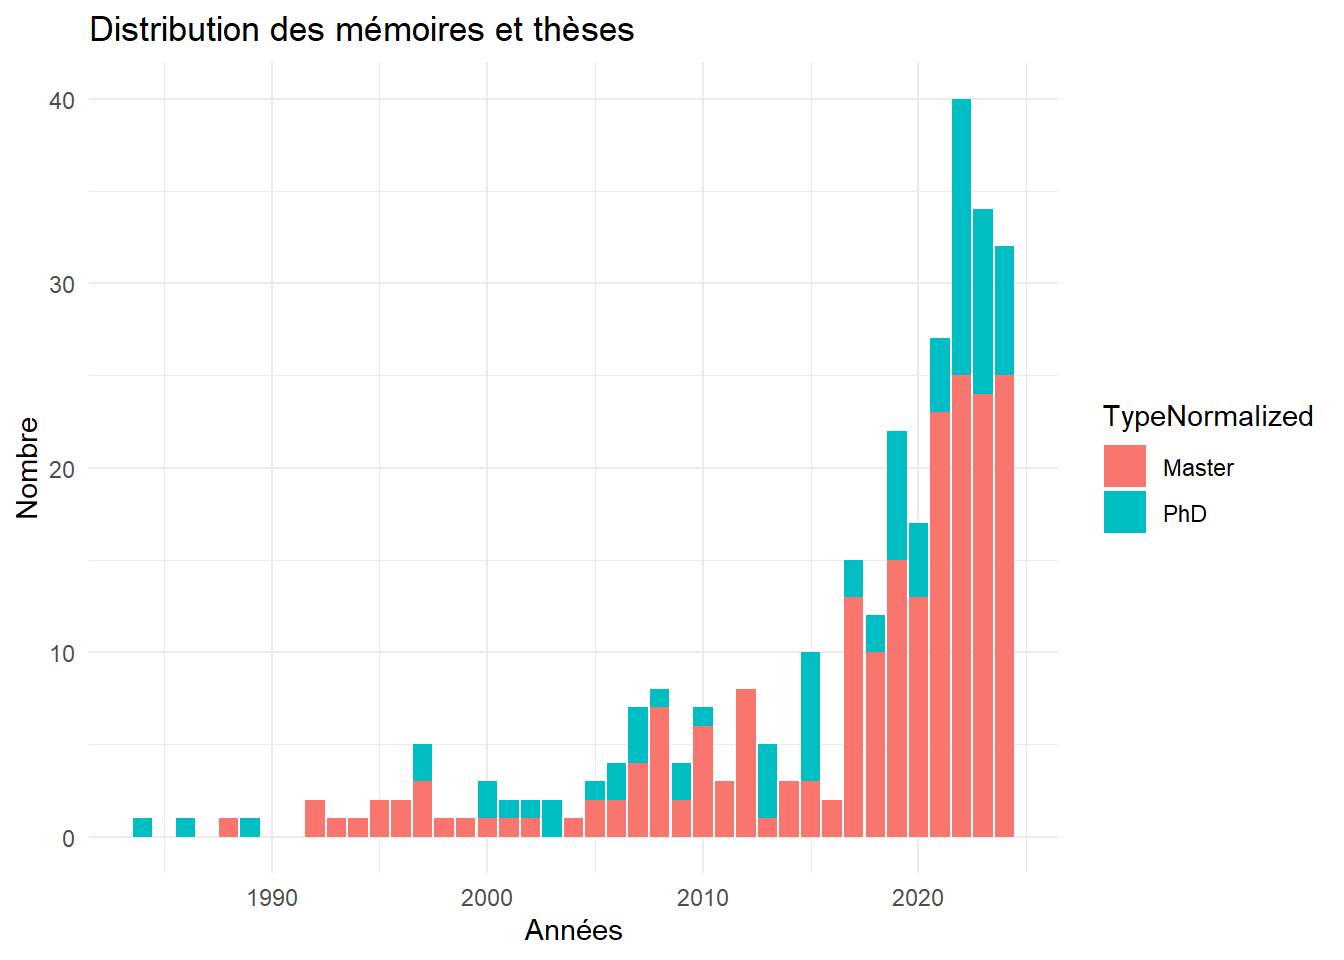 Distribution des mémoires et thèses
40
30
20
10
0
Nombre
1990
2000
2010
2020
Années
TypeNormalized
Master
PhD